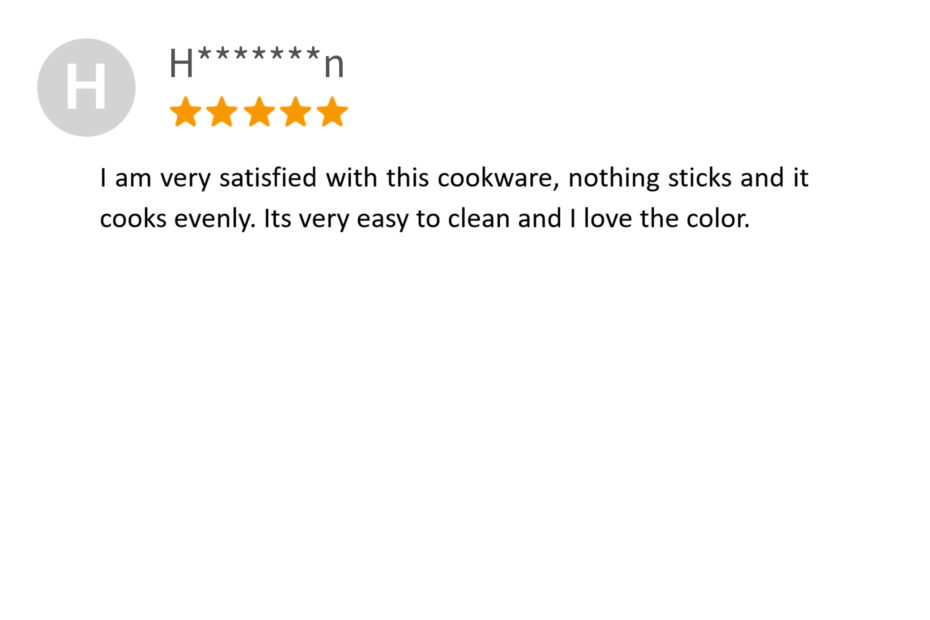 H
H*******n
I am very satisfied with this cookware, nothing sticks and it
cooks evenly. Its very easy to clean and I love the color.